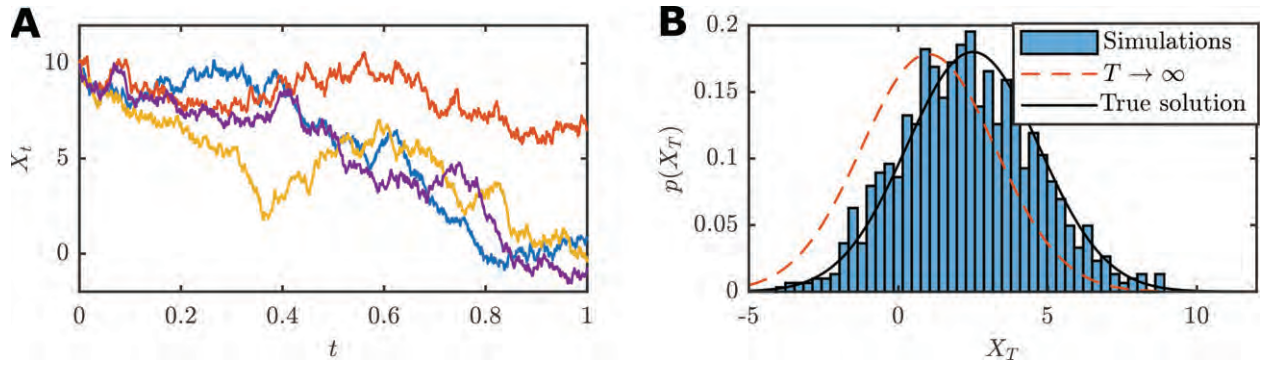 A
10
5
0
X_t
0 0.2 0.4 0.6 0.8 1
t
B
0.2
0.15
0.1
0.05
0
p(X_T)
Simulations
T → ∞
True solution
-5 0 5 10
X_T